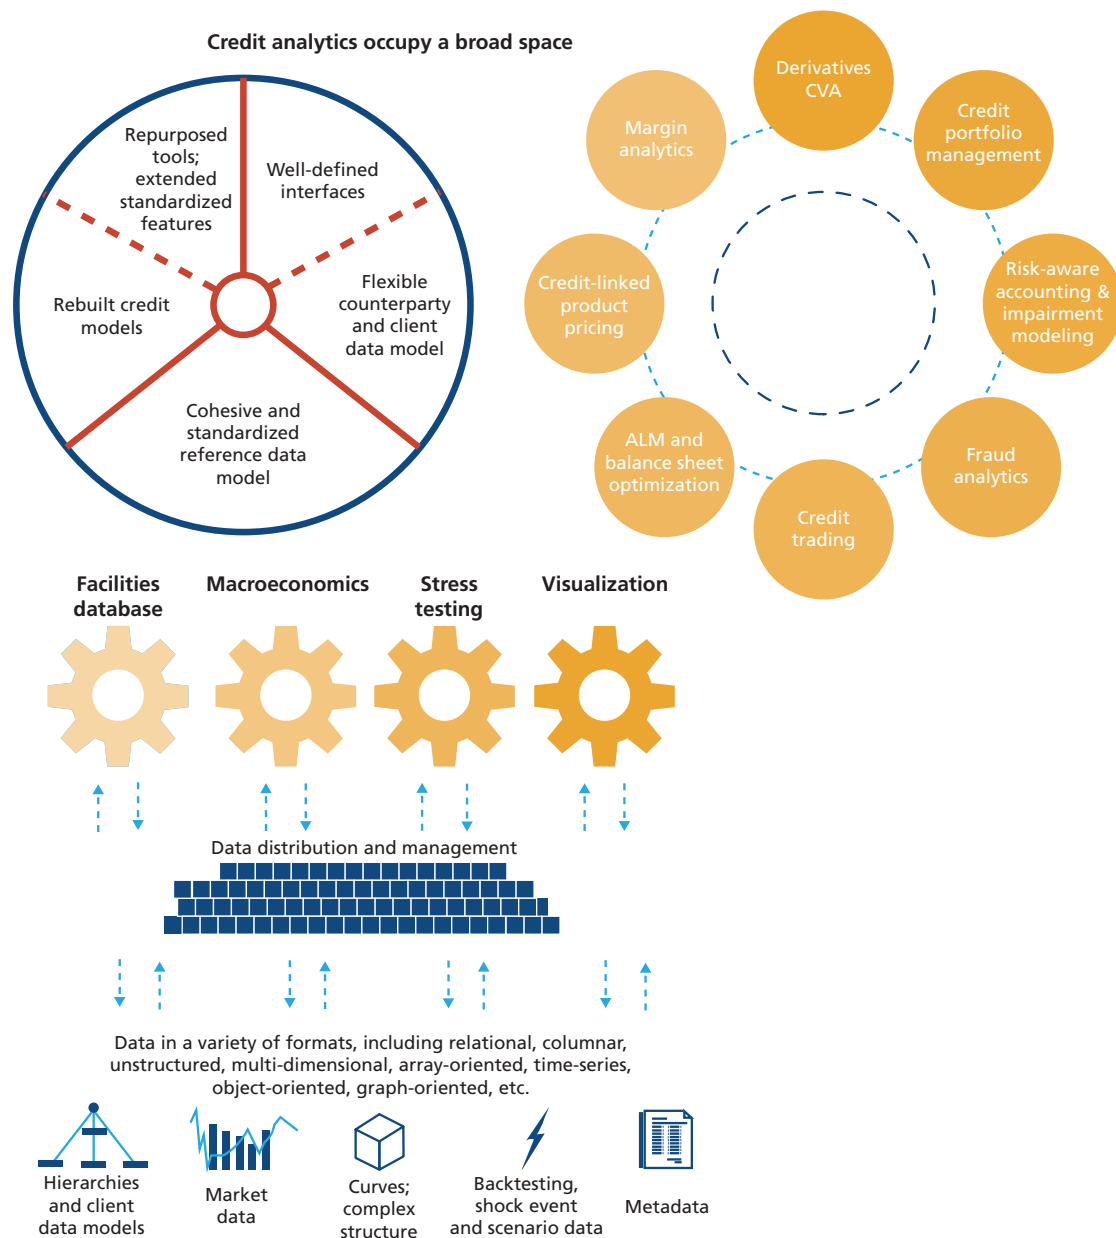 Credit analytics occupy a broad space
Repurposed
tools;
extended
standardized
features
Well-defined
interfaces
Rebuilt credit
models
Flexible
counterparty
and client
data model
Cohesive and
standardized
reference data
model
Derivatives
CVA
Credit
portfolio
management
Risk-aware
accounting &
impairment
modeling
Fraud
analytics
Credit
trading
ALM and
balance sheet
optimization
Credit-linked
product
pricing
Margin
analytics
Facilities
database
Macroeconomics
Stress
testing
Visualization
Data distribution and management
Data in a variety of formats, including relational, columnar,
unstructured, multi-dimensional, array-oriented, time-series,
object-oriented, graph-oriented, etc.
Hierarchies
and client
data models
Market
data
Curves;
complex
structure
Backtesting,
shock event
and scenario data
Metadata